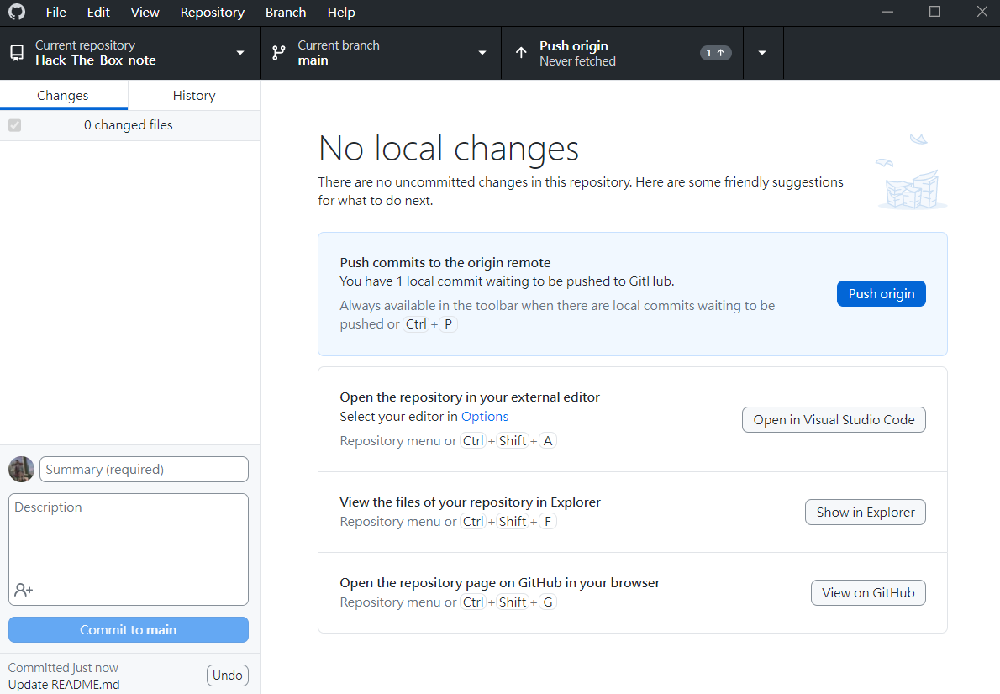 File Edit View Repository Branch Help
Current repository
Hack_The_Box_note
Current branch
main
Push origin
Never fetched
1
Changes History
0 changed files
No local changes
There are no uncommitted changes in this repository. Here are some friendly suggestions
for what to do next.
Push commits to the origin remote
You have 1 local commit waiting to be pushed to GitHub.
Always available in the toolbar when there are local commits waiting to be
pushed or Ctrl + P
Push origin
Open the repository in your external editor
Select your editor in Options
Repository menu or Ctrl + Shift + A
Open in Visual Studio Code
View the files of your repository in Explorer
Repository menu or Ctrl + Shift + F
Show in Explorer
Open the repository page on GitHub in your browser
Repository menu or Ctrl + Shift + G
View on GitHub
Summary (required)
Description
Commit to main
Committed just now
Update README.md
Undo